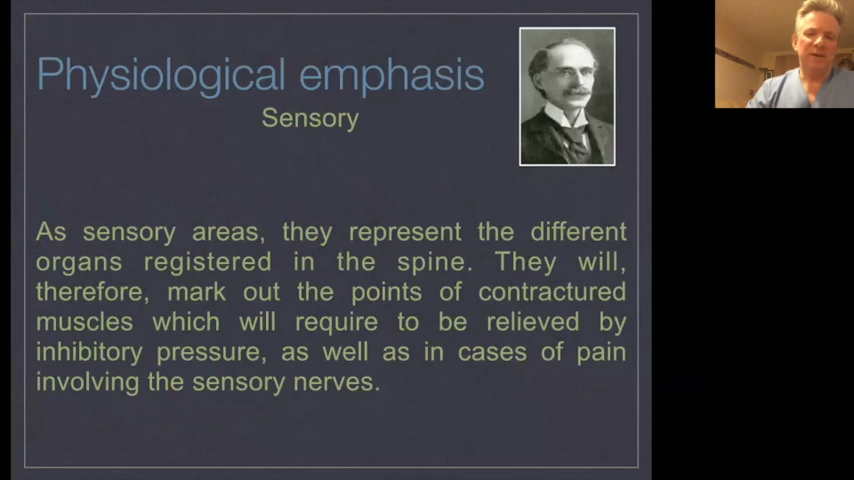 Physiological emphasis
Sensory
As sensory areas, they represent the different
organs registered in the spine. They will,
therefore, mark out the points of contractured
muscles which will require to be relieved by
inhibitory pressure, as well as in cases of pain
involving the sensory nerves.